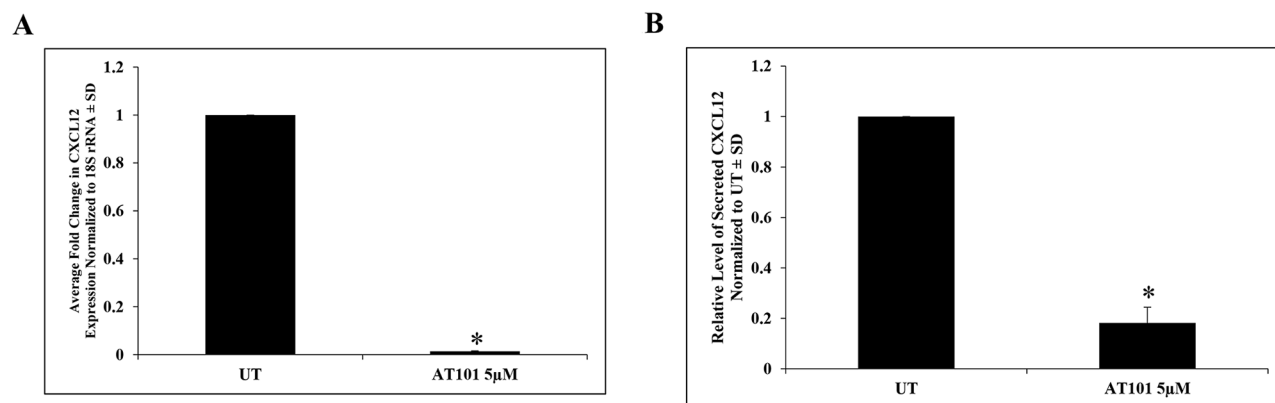 A
Average Fold Change in CXCL12
Expression Normalized to 18S rRNA ± SD
1.2
1
0.8
0.6
0.4
0.2
0
*
UT
AT101 5µM
B
Relative Level of Secreted CXCL12
Normalized to UT ± SD
1.2
1
0.8
0.6
0.4
0.2
0
*
UT
AT101 5µM